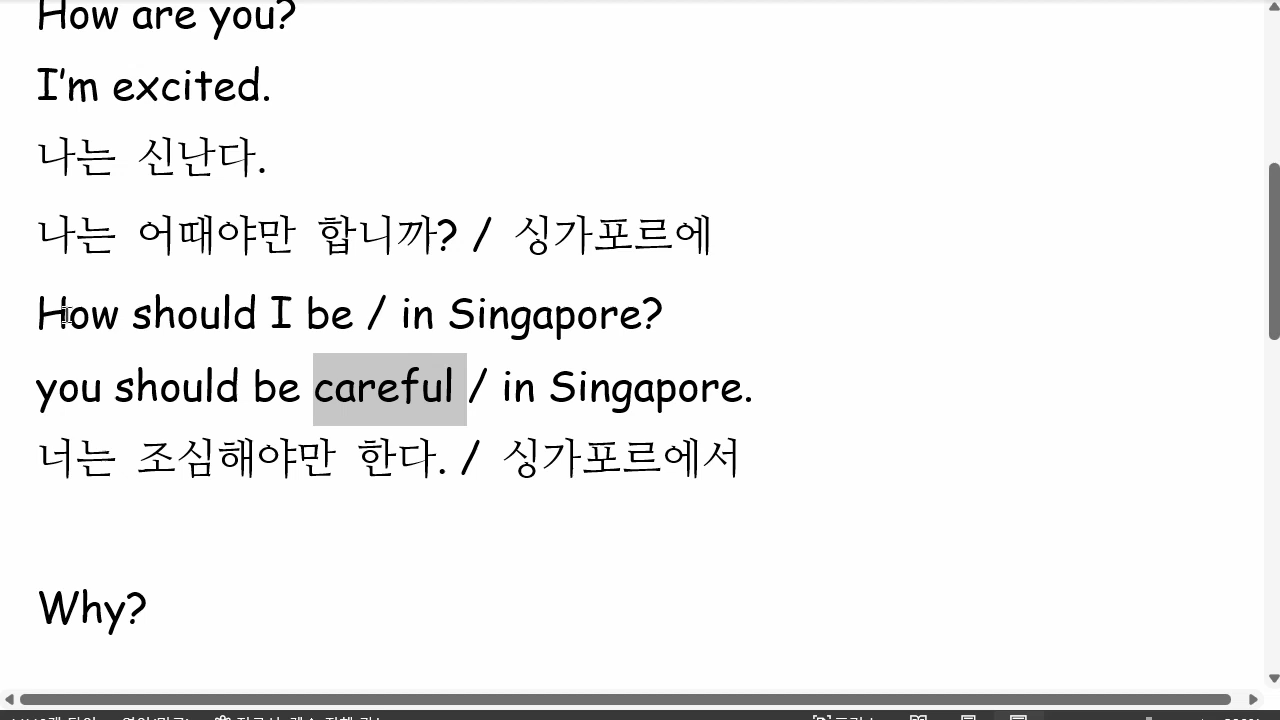 How are you?
I'm excited.
나는 신난다.
나는 어때야만 합니까? / 싱가포르에
How should I be / in Singapore?
you should be careful / in Singapore.
너는 조심해야만 한다. / 싱가포르에서
Why?